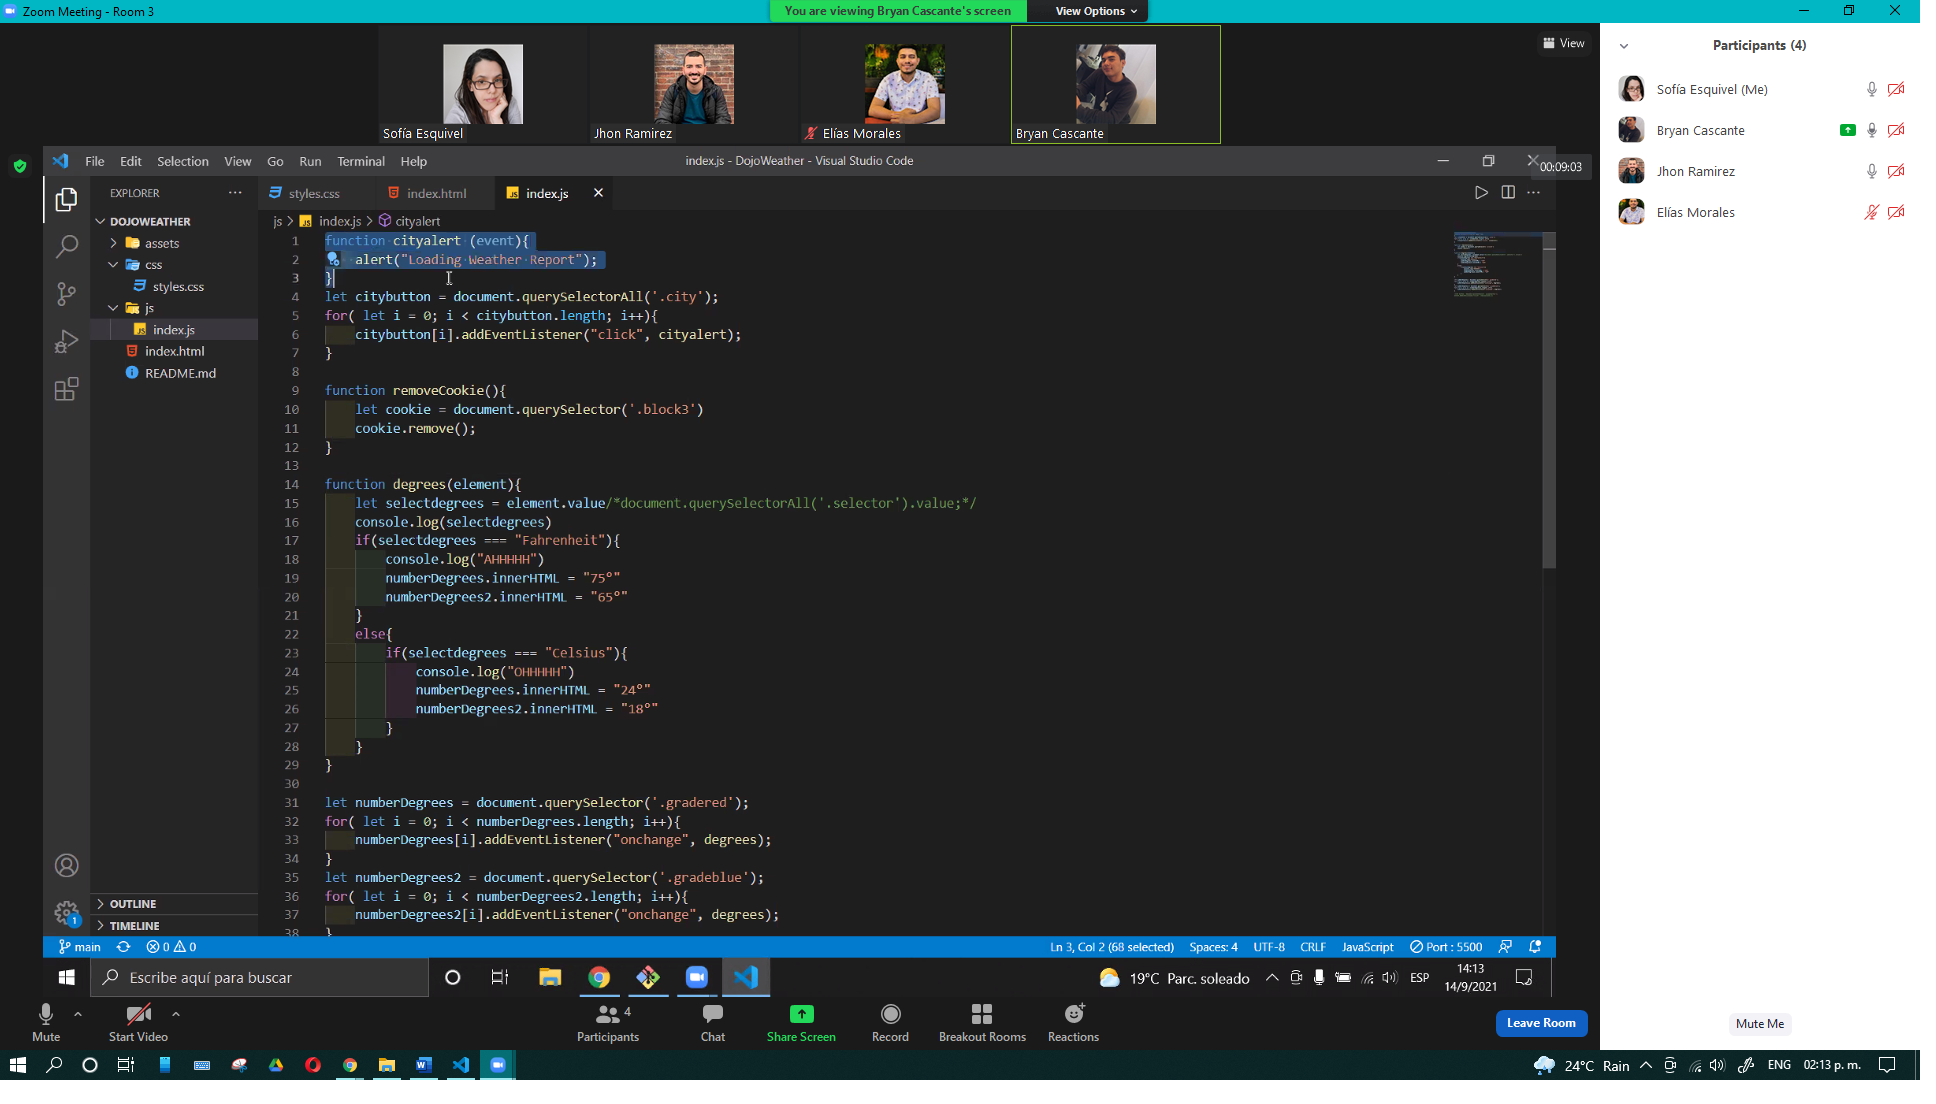 Zoom Meeting - Room 3
You are viewing Bryan Cascante's screen
View Options
View
Sofía Esquivel
Jhon Ramirez
Elías Morales
Bryan Cascante
File Edit Selection View Go Run Terminal Help
index.js - DojoWeather - Visual Studio Code
00:09:03
EXPLORER
styles.css
index.html
index.js
DOJOWEATHER
assets
css
styles.css
js
index.js
index.html
README.md
OUTLINE
TIMELINE
js > index.js > cityalert
1 function cityalert (event){
2 alert("Loading Weather Report");
3 }
4 let citybutton = document.querySelectorAll('.city');
5 for( let i = 0; i < citybutton.length; i++){
6 citybutton[i].addEventListener("click", cityalert);
7 }
8
9 function removeCookie(){
10 let cookie = document.querySelector('.block3')
11 cookie.remove();
12 }
13
14 function degrees(element){
15 let selectdegrees = element.value/*document.querySelectorAll('.selector').value;*/
16 console.log(selectdegrees)
17 if(selectdegrees === "Fahrenheit"){
18 console.log("AHHHHH")
19 numberDegrees.innerHTML = "75°"
20 numberDegrees2.innerHTML = "65°"
21 }
22 else{
23 if(selectdegrees === "Celsius"){
24 console.log("OHHHHH")
25 numberDegrees.innerHTML = "24°"
26 numberDegrees2.innerHTML = "18°"
27 }
28 }
29 }
30
31 let numberDegrees = document.querySelector('.gradered');
32 for( let i = 0; i < numberDegrees.length; i++){
33 numberDegrees[i].addEventListener("onchange", degrees);
34 }
35 let numberDegrees2 = document.querySelector('.gradeblue');
36 for( let i = 0; i < numberDegrees2.length; i++){
37 numberDegrees2[i].addEventListener("onchange", degrees);
38 }
main
0 0
Ln 3, Col 2 (68 selected) Spaces: 4 UTF-8 CRLF JavaScript Port : 5500
1
Escribe aquí para buscar
19°C Parc. soleado
ESP
14:13
14/9/2021
Mute
Start Video
Participants
4
Chat
Share Screen
Record
Breakout Rooms
Reactions
Leave Room
Participants (4)
Sofía Esquivel (Me)
Bryan Cascante
Jhon Ramirez
Elías Morales
Mute Me
24°C Rain
ENG
02:13 p. m.